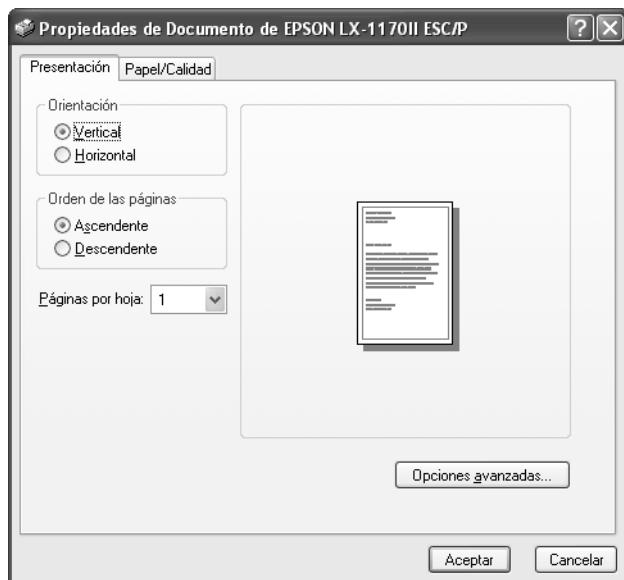 Propiedades de Documento de EPSON LX-1170II ESC/P
Presentación Papel/Calidad
Orientación
Vertical
Horizontal
Orden de las páginas
Ascendente
Descendente
Páginas por hoja: 1
Opciones avanzadas...
Aceptar Cancelar